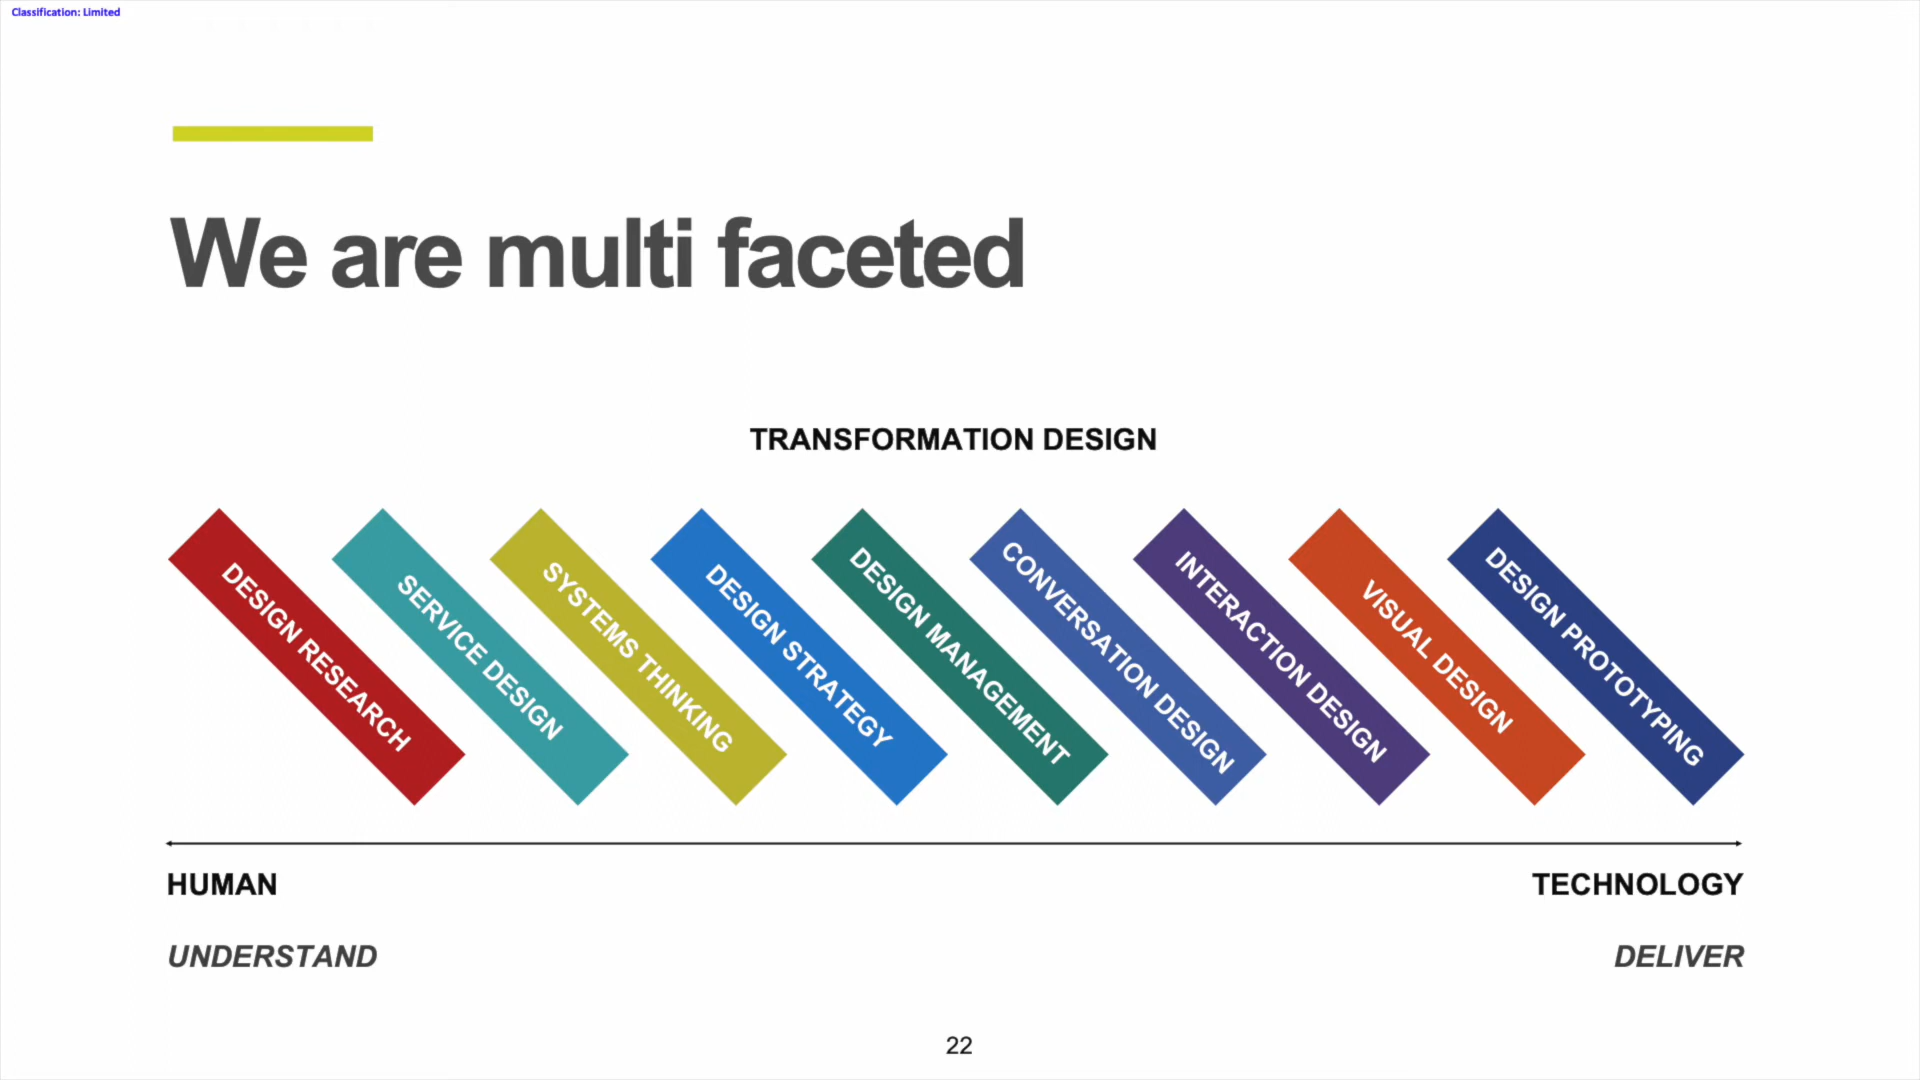 Classification: Limited
We are multi faceted
TRANSFORMATION DESIGN
DESIGN RESEARCH
SERVICE DESIGN
SYSTEMS THINKING
DESIGN STRATEGY
DESIGN MANAGEMENT
CONVERSATION DESIGN
INTERACTION DESIGN
VISUAL DESIGN
DESIGN PROTOTYPING
HUMAN
TECHNOLOGY
UNDERSTAND
DELIVER
22